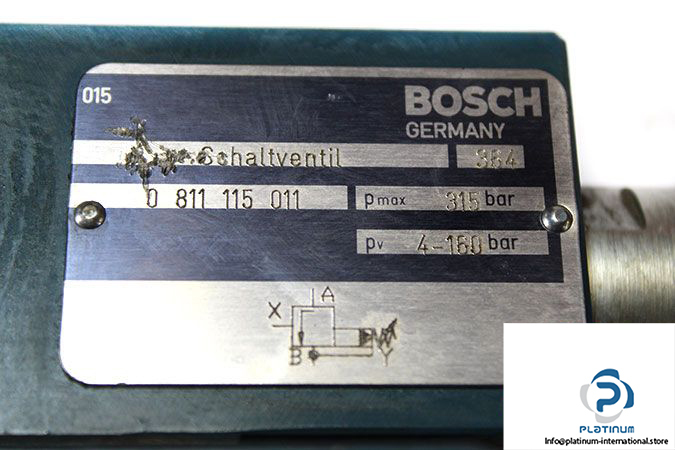 015
BOSCH
GERMANY
Schaltventil 364
0 811 115 011
pmax 315 bar
pv 4-160 bar
A
X
B Y
PLATINUM
Info@platinum-international.store